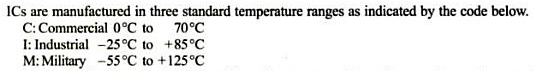 ICs are manufactured in three standard temperature ranges as indicated by the code below.
C: Commercial 0°C to 70°C
I: Industrial -25°C to +85°C
M: Military -55°C to +125°C